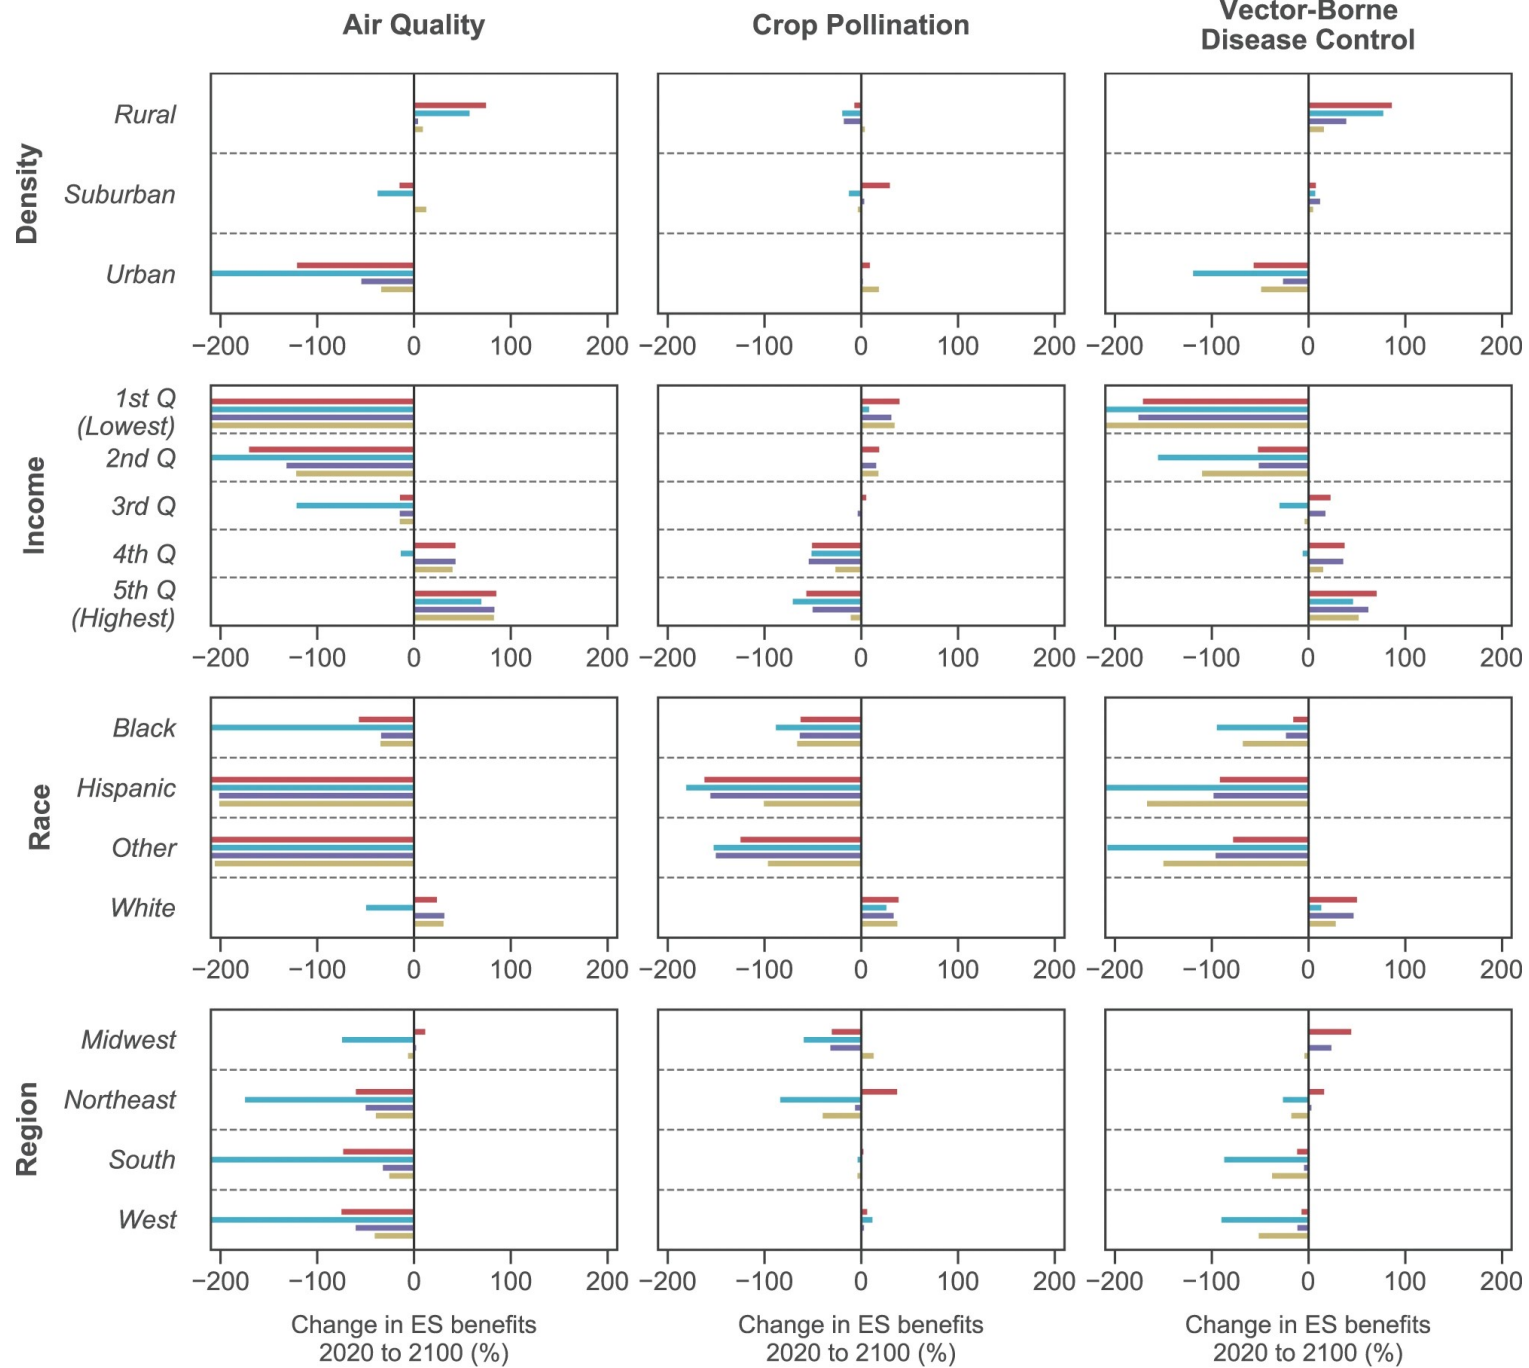 Air Quality
Crop Pollination
Vector-Borne
Disease Control
Density
Rural
Suburban
Urban
−200 −100 0 100 200
−200 −100 0 100 200
−200 −100 0 100 200
Income
1st Q
(Lowest)
2nd Q
3rd Q
4th Q
5th Q
(Highest)
−200 −100 0 100 200
−200 −100 0 100 200
−200 −100 0 100 200
Race
Black
Hispanic
Other
White
−200 −100 0 100 200
−200 −100 0 100 200
−200 −100 0 100 200
Region
Midwest
Northeast
South
West
−200 −100 0 100 200
−200 −100 0 100 200
−200 −100 0 100 200
Change in ES benefits
2020 to 2100 (%)
Change in ES benefits
2020 to 2100 (%)
Change in ES benefits
2020 to 2100 (%)